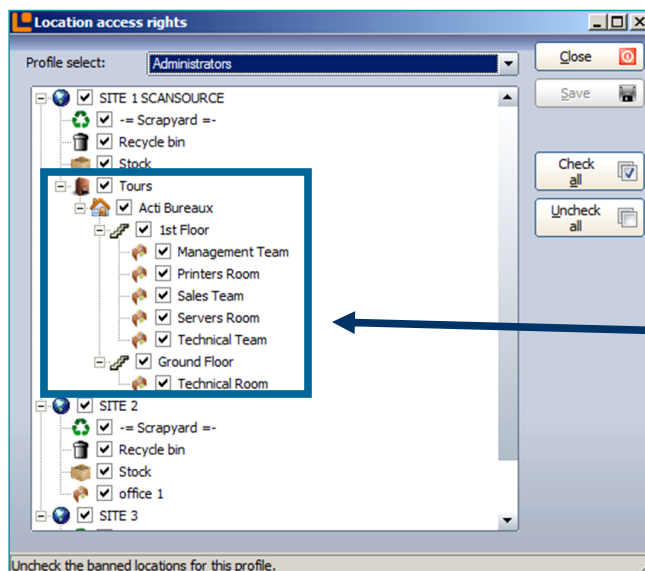 Location access rights
Profile select: Administrators
Close
Save
Check all
Uncheck all
SITE 1 SCANSOURCE
-= Scrapyard =-
Recycle bin
Stock
Tours
Acti Bureaux
1st Floor
Management Team
Printers Room
Sales Team
Servers Room
Technical Team
Ground Floor
Technical Room
SITE 2
-= Scrapyard =-
Recycle bin
Stock
office 1
SITE 3
Uncheck the banned locations for this profile.